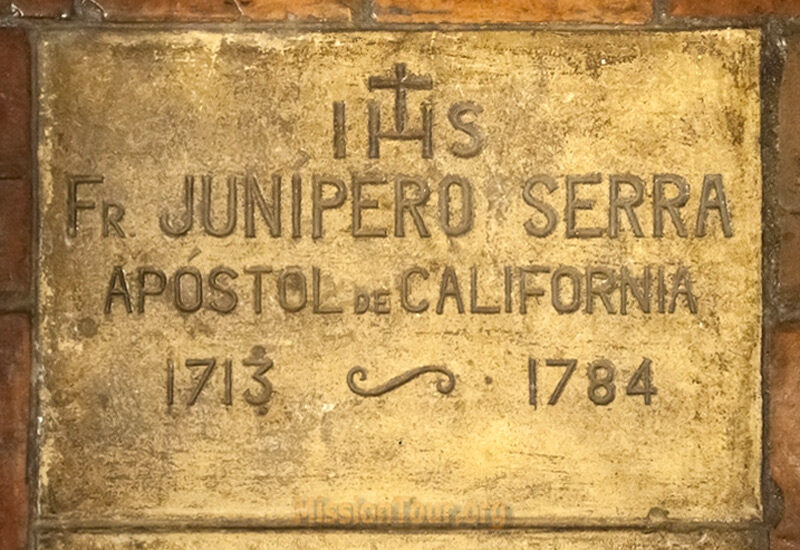 IHS
Fr. JUNÍPERO SERRA
APÓSTOL DE CALIFORNIA
1713 ~ 1784
MissionTour.org